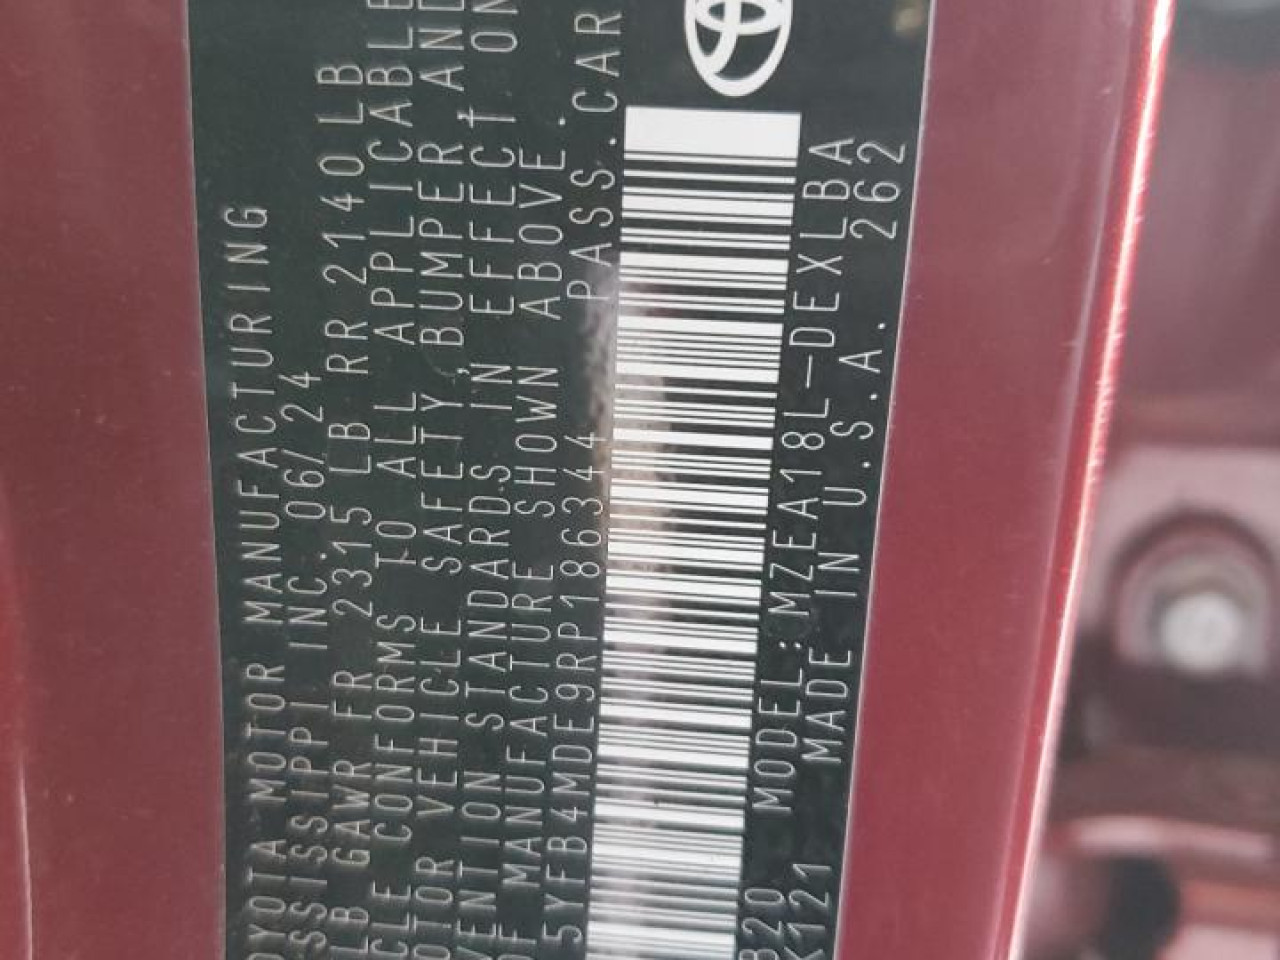 OYOTA MOTOR MANUFACTURING
SSISSIPPI INC. 06/24
LB GAWR FR 2315 LB RR 2140 LB
CLE CONFORMS TO ALL APPLICABLE
OTOR VEHICLE SAFETY, BUMPER AND
VENTION STANDARDS IN EFFECT ON
OF MANUFACTURE SHOWN ABOVE.
5YFB4MDE9RP186344 PASS.CAR
820 MODEL:MZEA18L-DEXLBA
K121 MADE IN U.S.A. 262